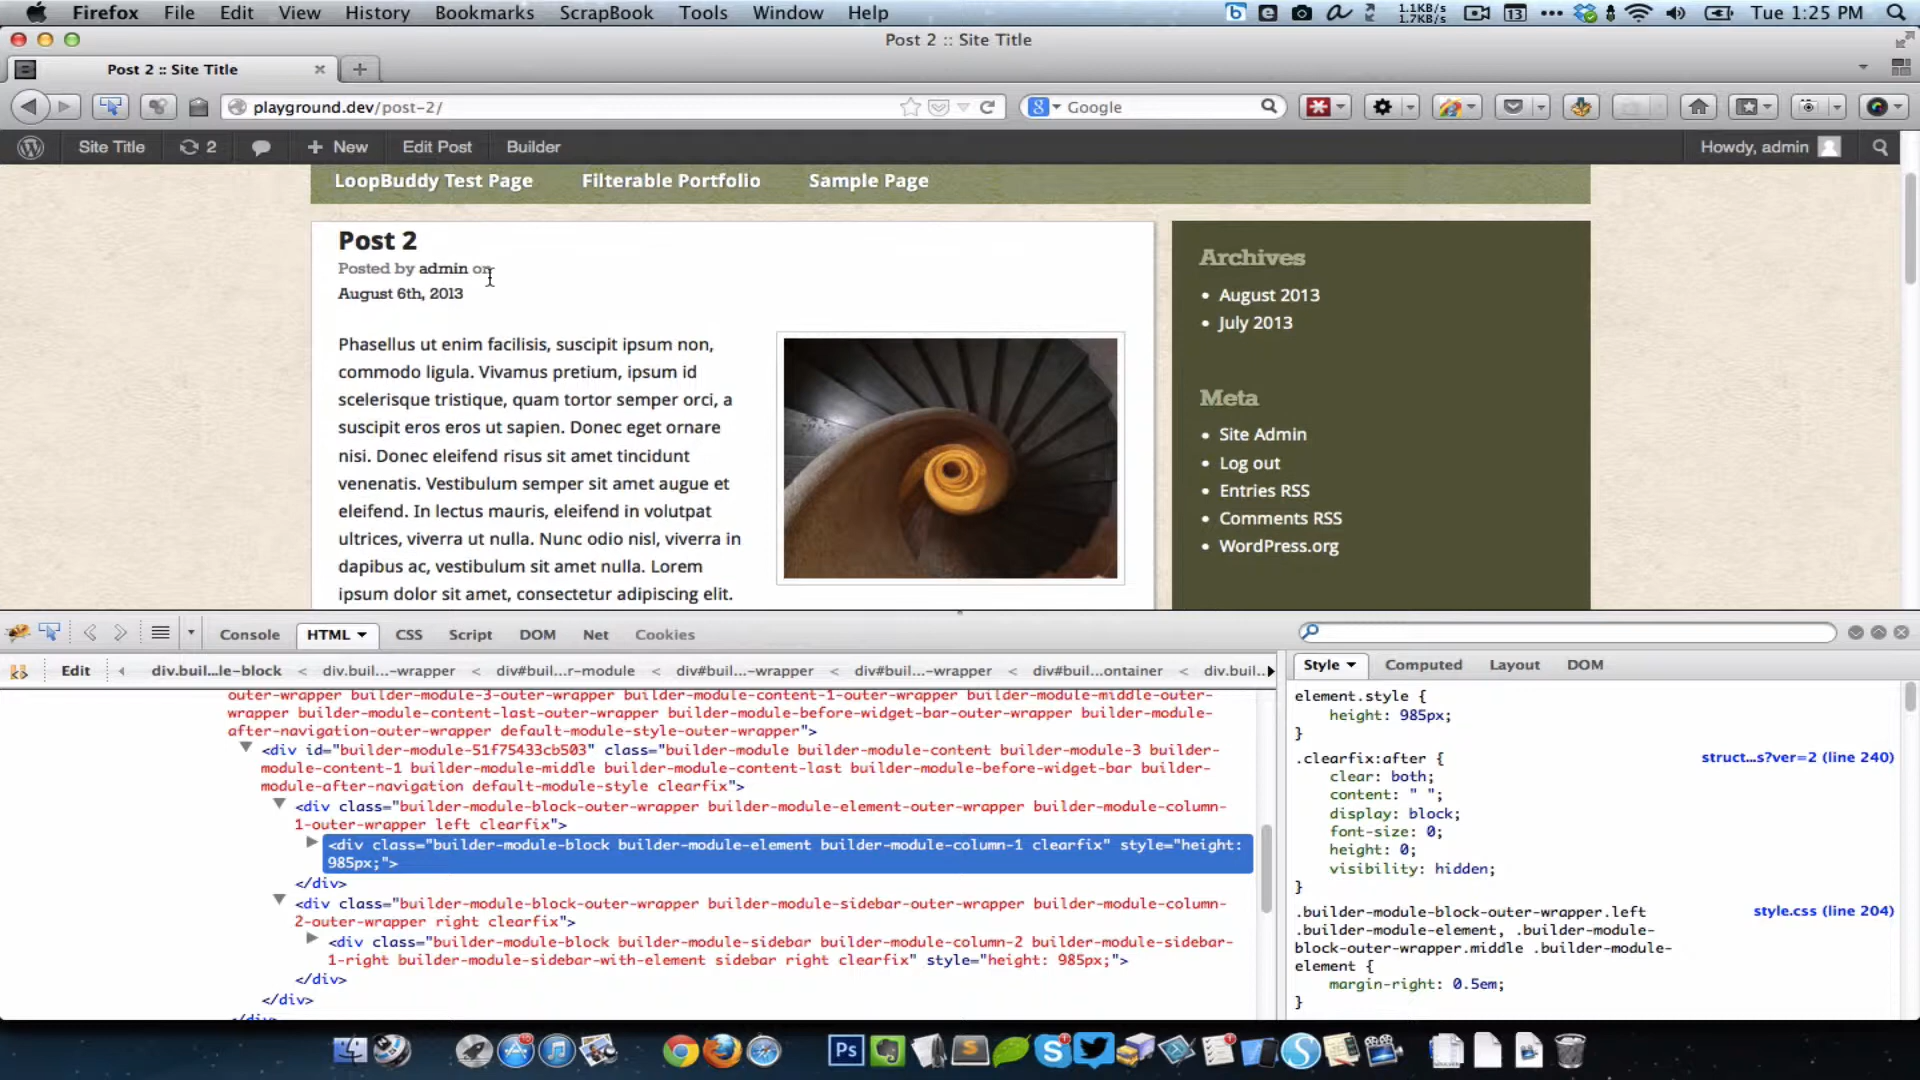 Firefox File Edit View History Bookmarks ScrapBook Tools Window Help 1.1KB/s 1.7KB/s 13 Tue 1:25 PM
Post 2 :: Site Title
Post 2 :: Site Title
playground.dev/post-2/ Google
Site Title 2 New Edit Post Builder Howdy, admin
LoopBuddy Test Page Filterable Portfolio Sample Page
Post 2
Posted by admin on
August 6th, 2013
Phasellus ut enim facilisis, suscipit ipsum non,
commodo ligula. Vivamus pretium, ipsum id
scelerisque tristique, quam tortor semper orci, a
suscipit eros eros ut sapien. Donec eget ornare
nisi. Donec eleifend risus sit amet tincidunt
venenatis. Vestibulum semper sit amet augue et
eleifend. In lectus mauris, eleifend in volutpat
ultrices, viverra ut nulla. Nunc odio nisl, viverra in
dapibus ac, vestibulum sit amet nulla. Lorem
ipsum dolor sit amet, consectetur adipiscing elit.
Archives
August 2013
July 2013
Meta
Site Admin
Log out
Entries RSS
Comments RSS
WordPress.org
Console HTML CSS Script DOM Net Cookies
Edit div.buil...le-block < div.buil...-wrapper < div#buil...r-module < div#buil...-wrapper < div#buil...-wrapper < div#buil...ontainer < div.buil...
outer-wrapper builder-module-3-outer-wrapper builder-module-content-1-outer-wrapper builder-module-middle-outer-
wrapper builder-module-content-last-outer-wrapper builder-module-before-widget-bar-outer-wrapper builder-module-
after-navigation-outer-wrapper default-module-style-outer-wrapper">
<div id="builder-module-51f75433cb503" class="builder-module builder-module-content builder-module-3 builder-
module-content-1 builder-module-middle builder-module-content-last builder-module-before-widget-bar builder-
module-after-navigation default-module-style clearfix">
<div class="builder-module-block-outer-wrapper builder-module-element-outer-wrapper builder-module-column-
1-outer-wrapper left clearfix">
<div class="builder-module-block builder-module-element builder-module-column-1 clearfix" style="height:
985px;">
</div>
<div class="builder-module-block-outer-wrapper builder-module-sidebar-outer-wrapper builder-module-column-
2-outer-wrapper right clearfix">
<div class="builder-module-block builder-module-sidebar builder-module-column-2 builder-module-sidebar-
1-right builder-module-sidebar-with-element sidebar right clearfix" style="height: 985px;">
</div>
</div>
</div>
Style Computed Layout DOM
element.style {
height: 985px;
}
.clearfix:after { struct...s?ver=2 (line 240)
clear: both;
content: " ";
display: block;
font-size: 0;
height: 0;
visibility: hidden;
}
.builder-module-block-outer-wrapper.left style.css (line 204)
.builder-module-element, .builder-module-
block-outer-wrapper.middle .builder-module-
element {
margin-right: 0.5em;
}
Ps